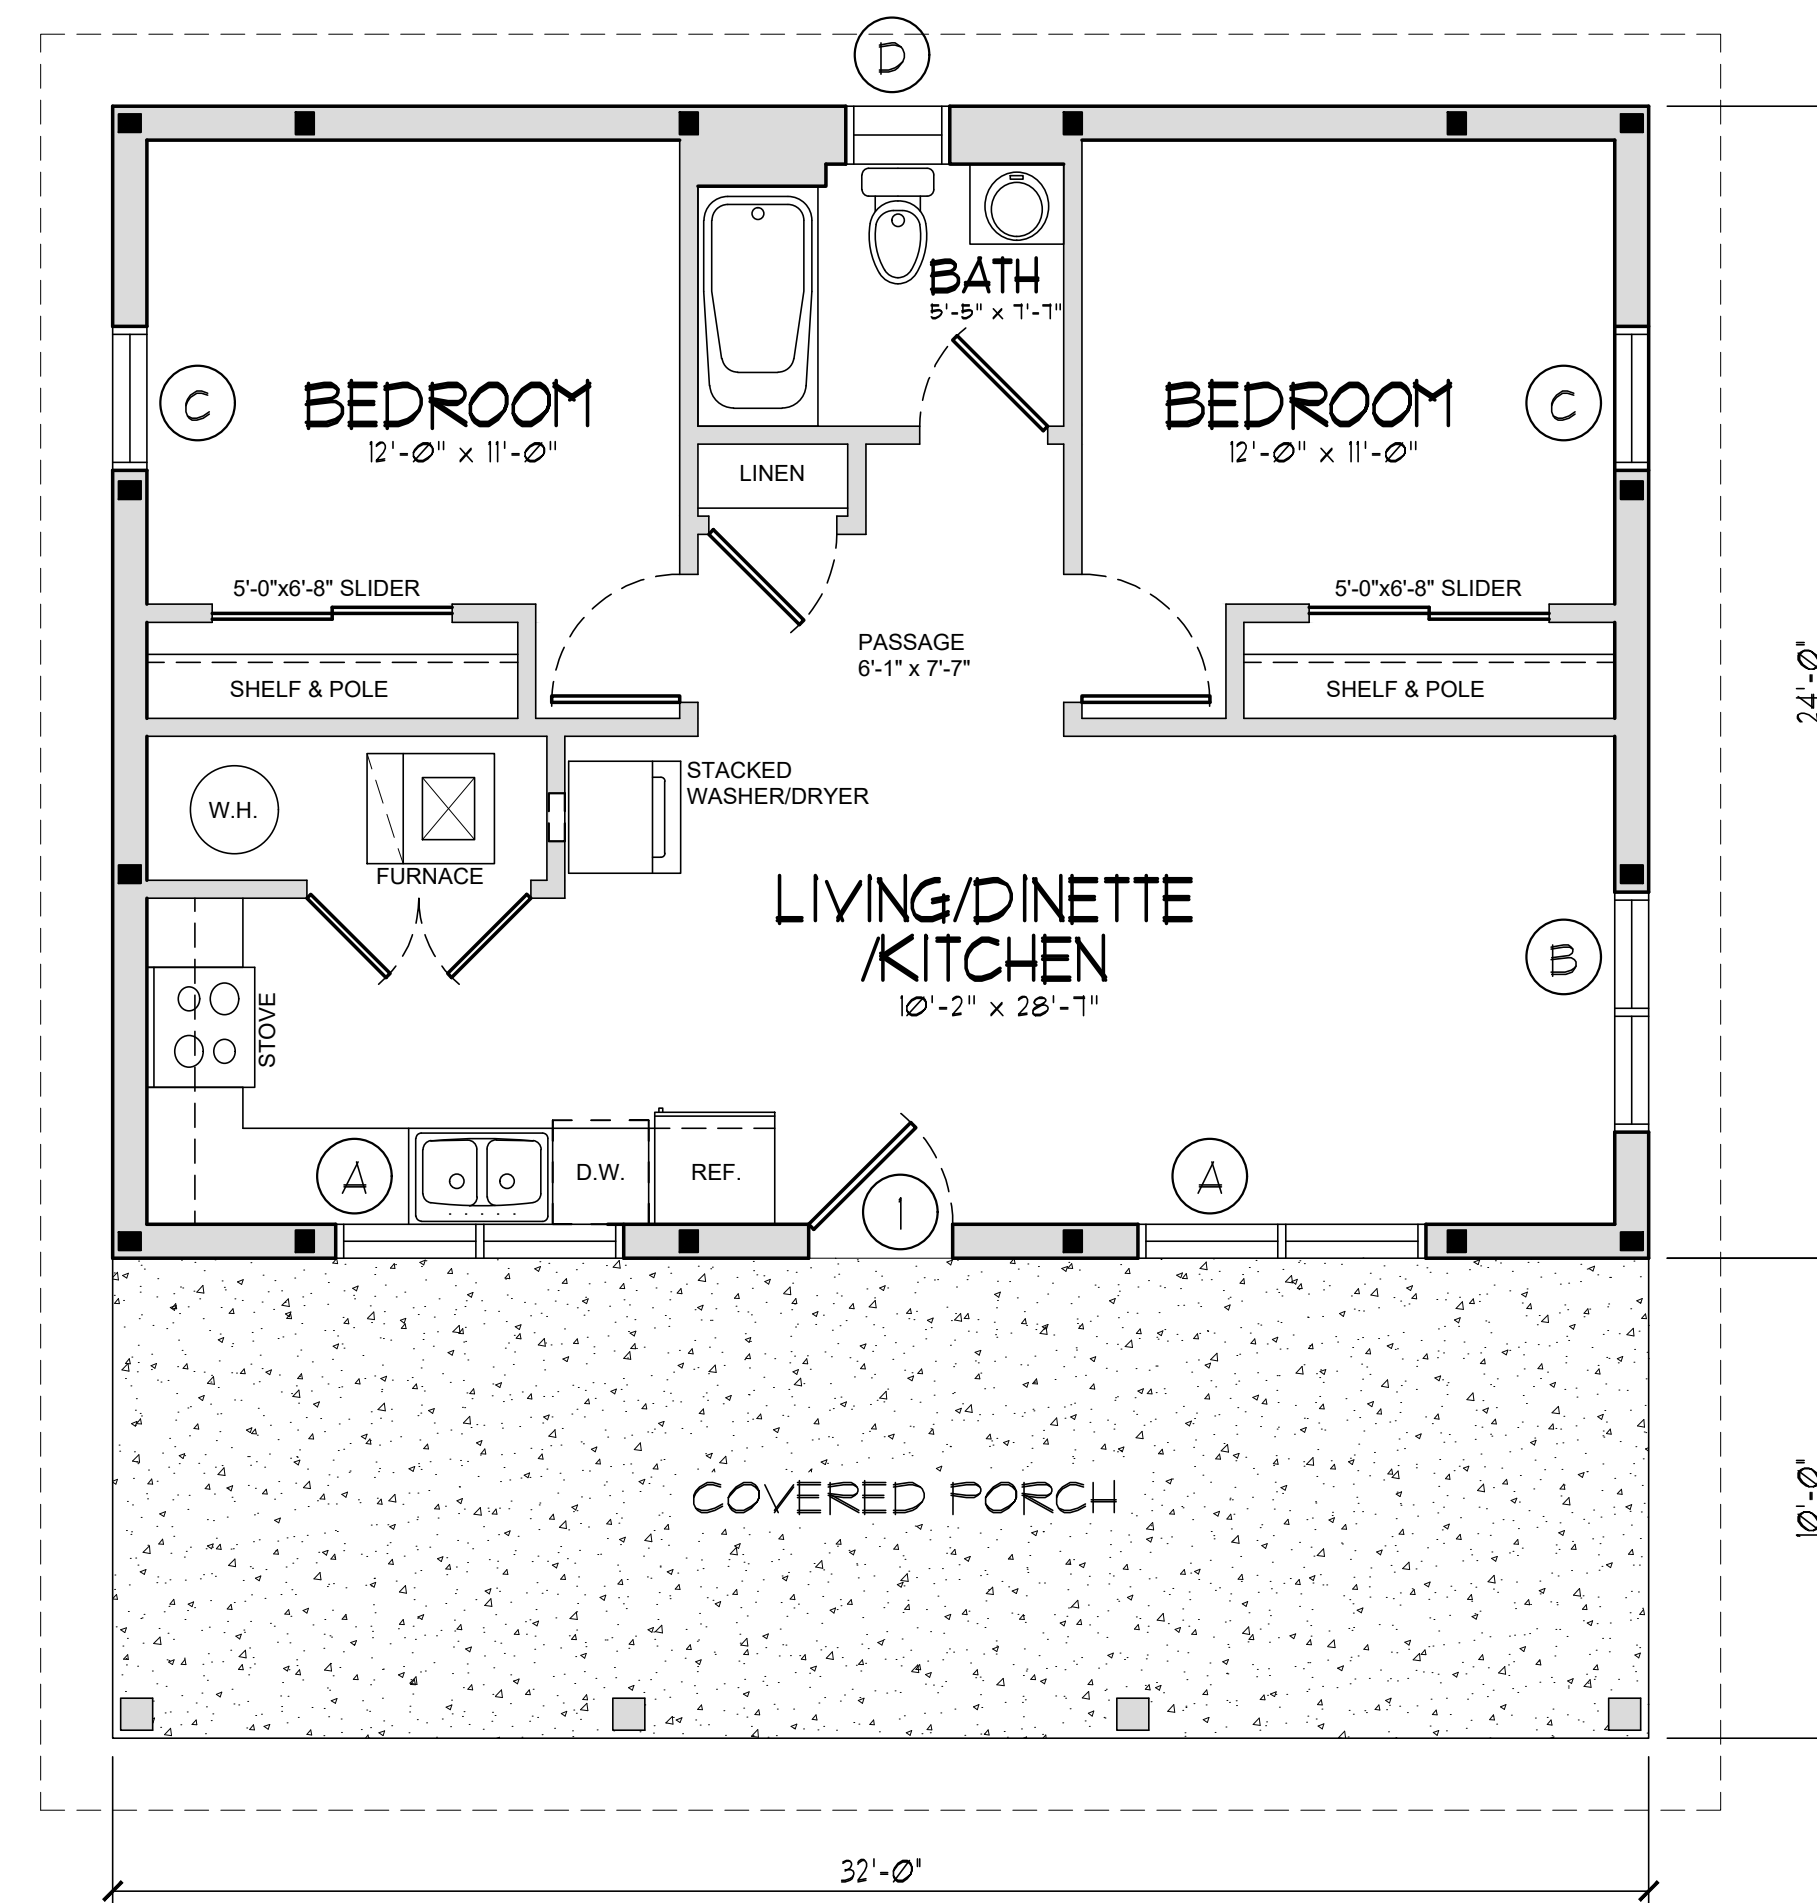 D
BATH
5'-5" x 7'-7"
C
BEDROOM
12'-0" x 11'-0"
BEDROOM
12'-0" x 11'-0"
C
LINEN
5'-0"x6'-8" SLIDER
5'-0"x6'-8" SLIDER
PASSAGE
6'-1" x 7'-7"
SHELF & POLE
SHELF & POLE
24'-0"
W.H.
FURNACE
STACKED
WASHER/DRYER
LIVING/DINETTE
/KITCHEN
10'-2" x 28'-7"
B
STOVE
A
D.W.
REF.
1
A
COVERED PORCH
10'-0"
32'-0"